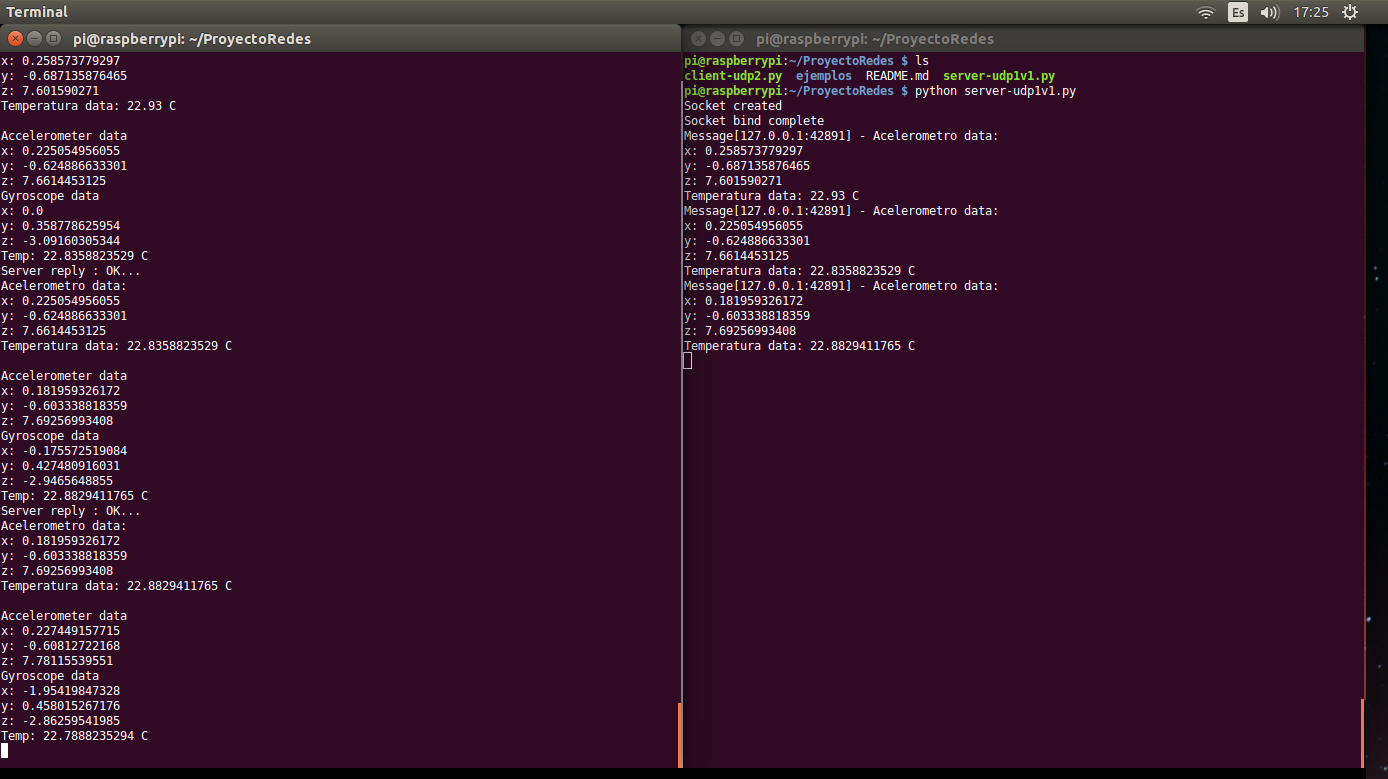 Terminal
Es
17:25
pi@raspberrypi: ~/ProyectoRedes
x: 0.258573779297
y: -0.687135876465
z: 7.601590271
Temperatura data: 22.93 C
Accelerometer data
x: 0.225054956055
y: -0.624886633301
z: 7.6614453125
Gyroscope data
x: 0.0
y: 0.358778625954
z: -3.09160305344
Temp: 22.8358823529 C
Server reply : OK...
Acelerometro data:
x: 0.225054956055
y: -0.624886633301
z: 7.6614453125
Temperatura data: 22.8358823529 C
Accelerometer data
x: 0.181959326172
y: -0.603338818359
z: 7.69256993408
Gyroscope data
x: -0.175572519084
y: 0.427480916031
z: -2.9465648855
Temp: 22.8829411765 C
Server reply : OK...
Acelerometro data:
x: 0.181959326172
y: -0.603338818359
z: 7.69256993408
Temperatura data: 22.8829411765 C
Accelerometer data
x: 0.227449157715
y: -0.60812722168
z: 7.78115539551
Gyroscope data
x: -1.95419847328
y: 0.458015267176
z: -2.86259541985
Temp: 22.7888235294 C
pi@raspberrypi: ~/ProyectoRedes
pi@raspberrypi:~/ProyectoRedes $ ls
client-udp2.py ejemplos README.md server-udp1v1.py
pi@raspberrypi:~/ProyectoRedes $ python server-udp1v1.py
Socket created
Socket bind complete
Message[127.0.0.1:42891] - Acelerometro data:
x: 0.258573779297
y: -0.687135876465
z: 7.601590271
Temperatura data: 22.93 C
Message[127.0.0.1:42891] - Acelerometro data:
x: 0.225054956055
y: -0.624886633301
z: 7.6614453125
Temperatura data: 22.8358823529 C
Message[127.0.0.1:42891] - Acelerometro data:
x: 0.181959326172
y: -0.603338818359
z: 7.69256993408
Temperatura data: 22.8829411765 C